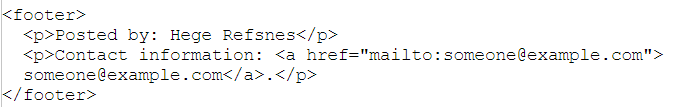 <footer>
  <p>Posted by: Hege Refsnes</p>
  <p>Contact information: <a href="mailto:someone@example.com">
  someone@example.com</a>.</p>
</footer>